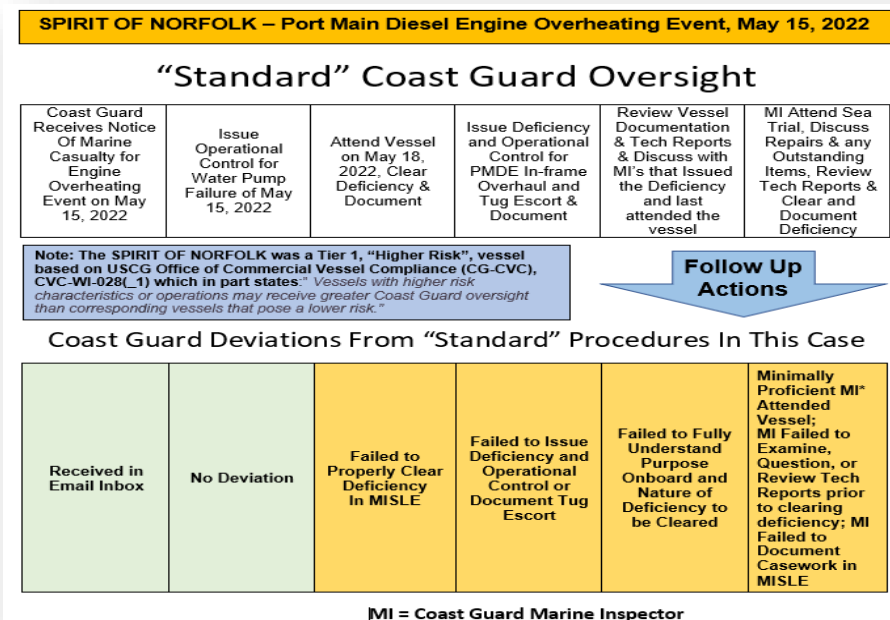 SPIRIT OF NORFOLK – Port Main Diesel Engine Overheating Event, May 15, 2022
“Standard” Coast Guard Oversight
Coast Guard
Receives Notice
Of Marine
Casualty for
Engine
Overheating
Event on May
15, 2022
Issue
Operational
Control for
Water Pump
Failure of May
15, 2022
Attend Vessel
on May 18,
2022, Clear
Deficiency &
Document
Issue Deficiency
and Operational
Control for
PMDE In-frame
Overhaul and
Tug Escort &
Document
Review Vessel
Documentation
& Tech Reports
& Discuss with
MI’s that Issued
the Deficiency
and last
attended the
vessel
MI Attend Sea
Trial, Discuss
Repairs & any
Outstanding
Items, Review
Tech Reports &
Clear and
Document
Deficiency
Note: The SPIRIT OF NORFOLK was a Tier 1, “Higher Risk”, vessel
based on USCG Office of Commercial Vessel Compliance (CG-CVC),
CVC-WI-028(_1) which in part states:” Vessels with higher risk
characteristics or operations may receive greater Coast Guard oversight
than corresponding vessels that pose a lower risk.”
Follow Up
Actions
Coast Guard Deviations From “Standard” Procedures In This Case
Received in
Email Inbox
No Deviation
Failed to
Properly Clear
Deficiency
In MISLE
Failed to Issue
Deficiency and
Operational
Control or
Document Tug
Escort
Failed to Fully
Understand
Purpose
Onboard and
Nature of
Deficiency to
be Cleared
Minimally
Proficient MI*
Attended
Vessel;
MI Failed to
Examine,
Question, or
Review Tech
Reports prior
to clearing
deficiency; MI
Failed to
Document
Casework in
MISLE
MI = Coast Guard Marine Inspector